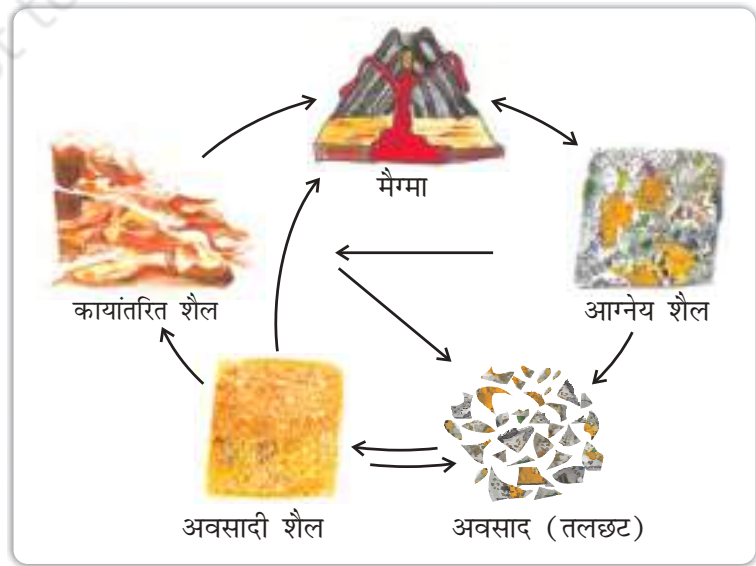 मैग्मा
कायांतरित शैल
आग्नेय शैल
अवसादी शैल
अवसाद (तलछट)